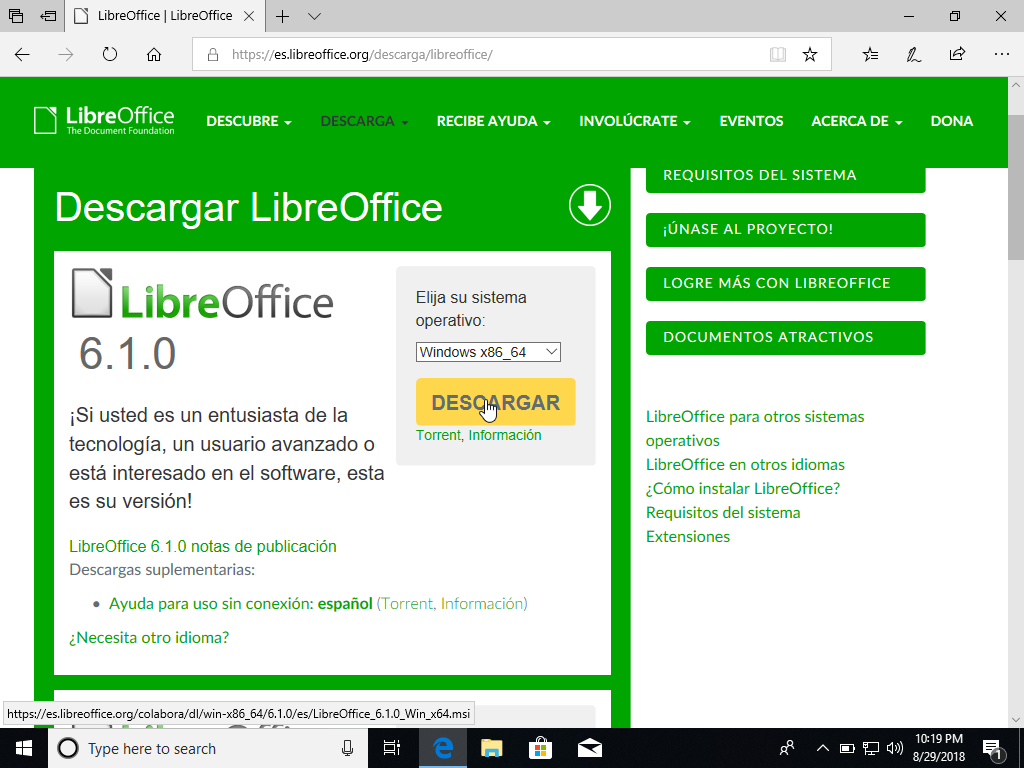 LibreOffice | LibreOffice
https://es.libreoffice.org/descarga/libreoffice/
LibreOffice
The Document Foundation
DESCUBRE
DESCARGA
RECIBE AYUDA
INVOLÚCRATE
EVENTOS
ACERCA DE
DONA
Descargar LibreOffice
LibreOffice
6.1.0
Elija su sistema
operativo:
Windows x86_64
DESCARGAR
Torrent, Información
¡Si usted es un entusiasta de la
tecnología, un usuario avanzado o
está interesado en el software, esta
es su versión!
LibreOffice 6.1.0 notas de publicación
Descargas suplementarias:
• Ayuda para uso sin conexión: español (Torrent, Información)
¿Necesita otro idioma?
REQUISITOS DEL SISTEMA
¡ÚNASE AL PROYECTO!
LOGRE MÁS CON LIBREOFFICE
DOCUMENTOS ATRACTIVOS
LibreOffice para otros sistemas
operativos
LibreOffice en otros idiomas
¿Cómo instalar LibreOffice?
Requisitos del sistema
Extensiones
https://es.libreoffice.org/colabora/dl/win-x86_64/6.1.0/es/LibreOffice_6.1.0_Win_x64.msi
Type here to search
10:19 PM
8/29/2018
1